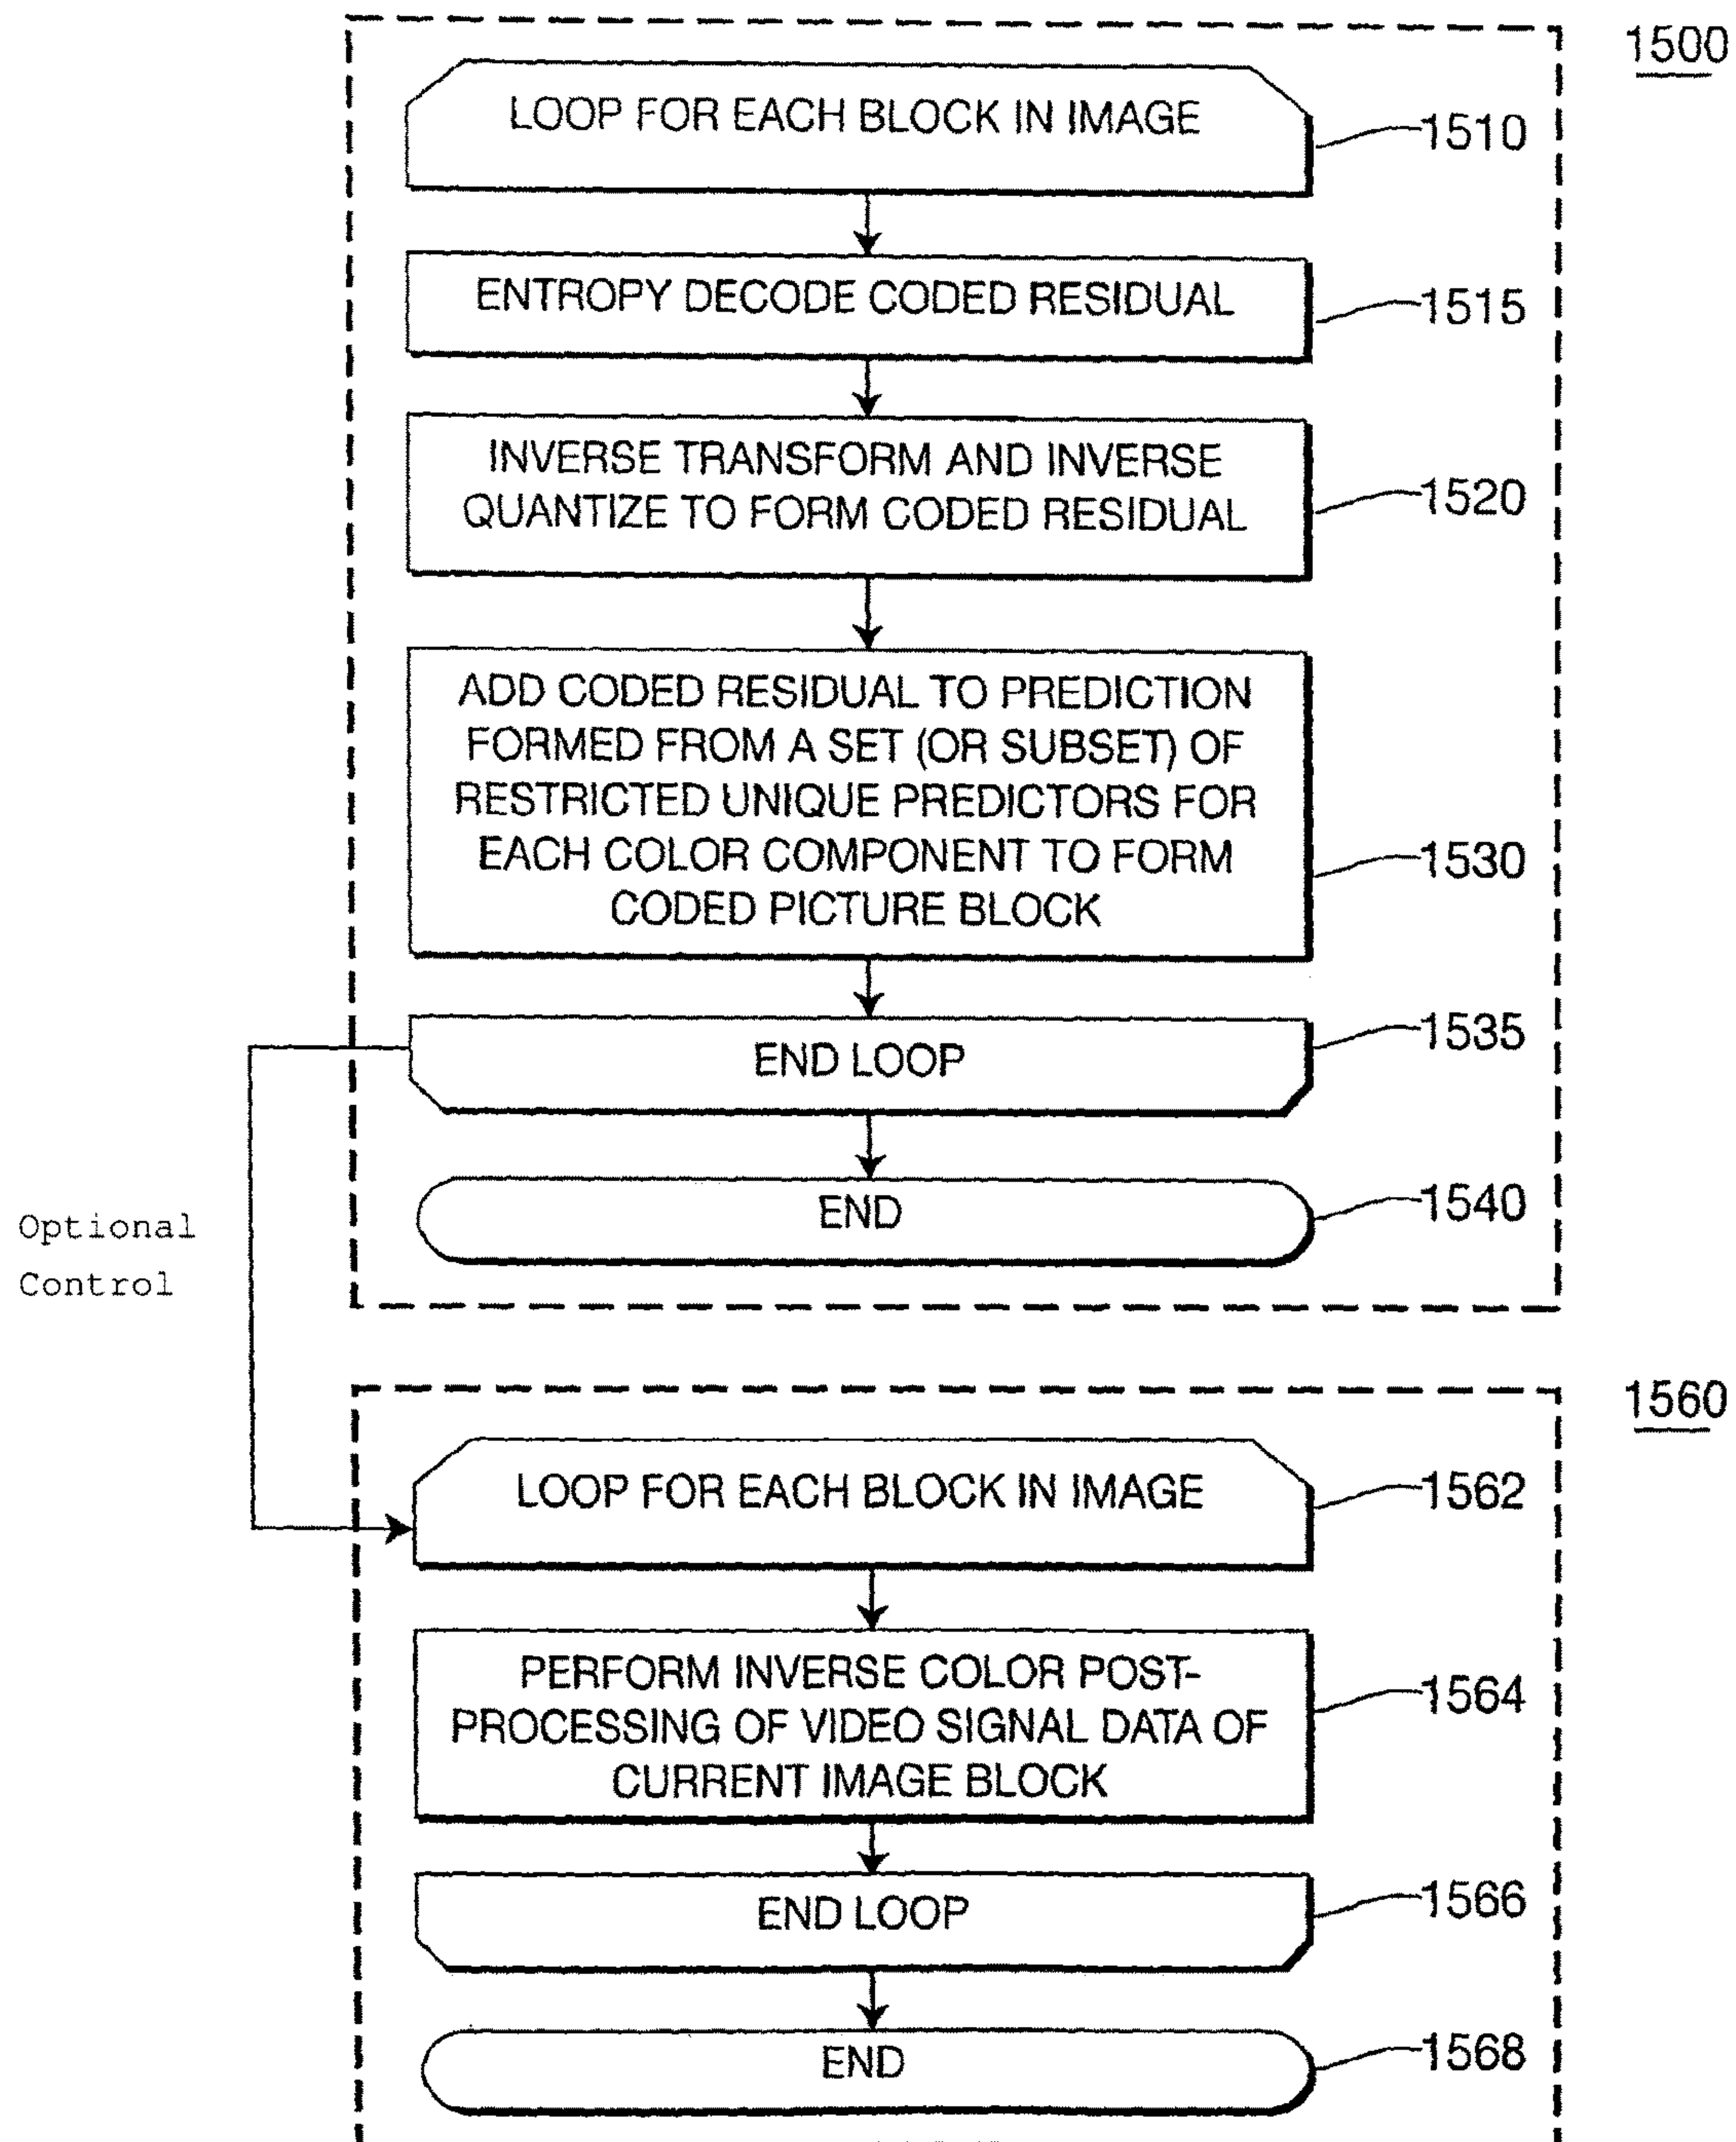 1500
LOOP FOR EACH BLOCK IN IMAGE
1510
ENTROPY DECODE CODED RESIDUAL
1515
INVERSE TRANSFORM AND INVERSE
QUANTIZE TO FORM CODED RESIDUAL
1520
ADD CODED RESIDUAL TO PREDICTION
FORMED FROM A SET (OR SUBSET) OF
RESTRICTED UNIQUE PREDICTORS FOR
EACH COLOR COMPONENT TO FORM
CODED PICTURE BLOCK
1530
END LOOP
1535
END
1540
Optional
Control
1560
LOOP FOR EACH BLOCK IN IMAGE
1562
PERFORM INVERSE COLOR POST-
PROCESSING OF VIDEO SIGNAL DATA OF
CURRENT IMAGE BLOCK
1564
END LOOP
1566
END
1568